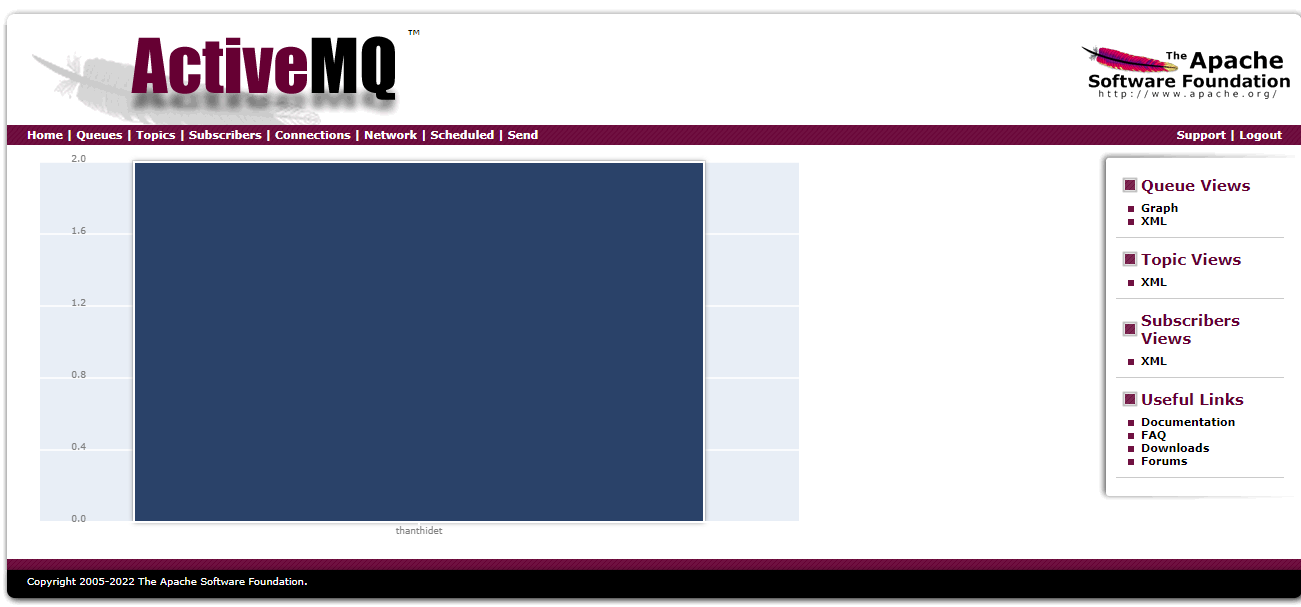 ActiveMQ ™
The Apache
Software Foundation
http://www.apache.org/
Home | Queues | Topics | Subscribers | Connections | Network | Scheduled | Send
Support | Logout
2.0
1.6
1.2
0.8
0.4
0.0
thanthidet
Queue Views
Graph
XML
Topic Views
XML
Subscribers
Views
XML
Useful Links
Documentation
FAQ
Downloads
Forums
Copyright 2005-2022 The Apache Software Foundation.